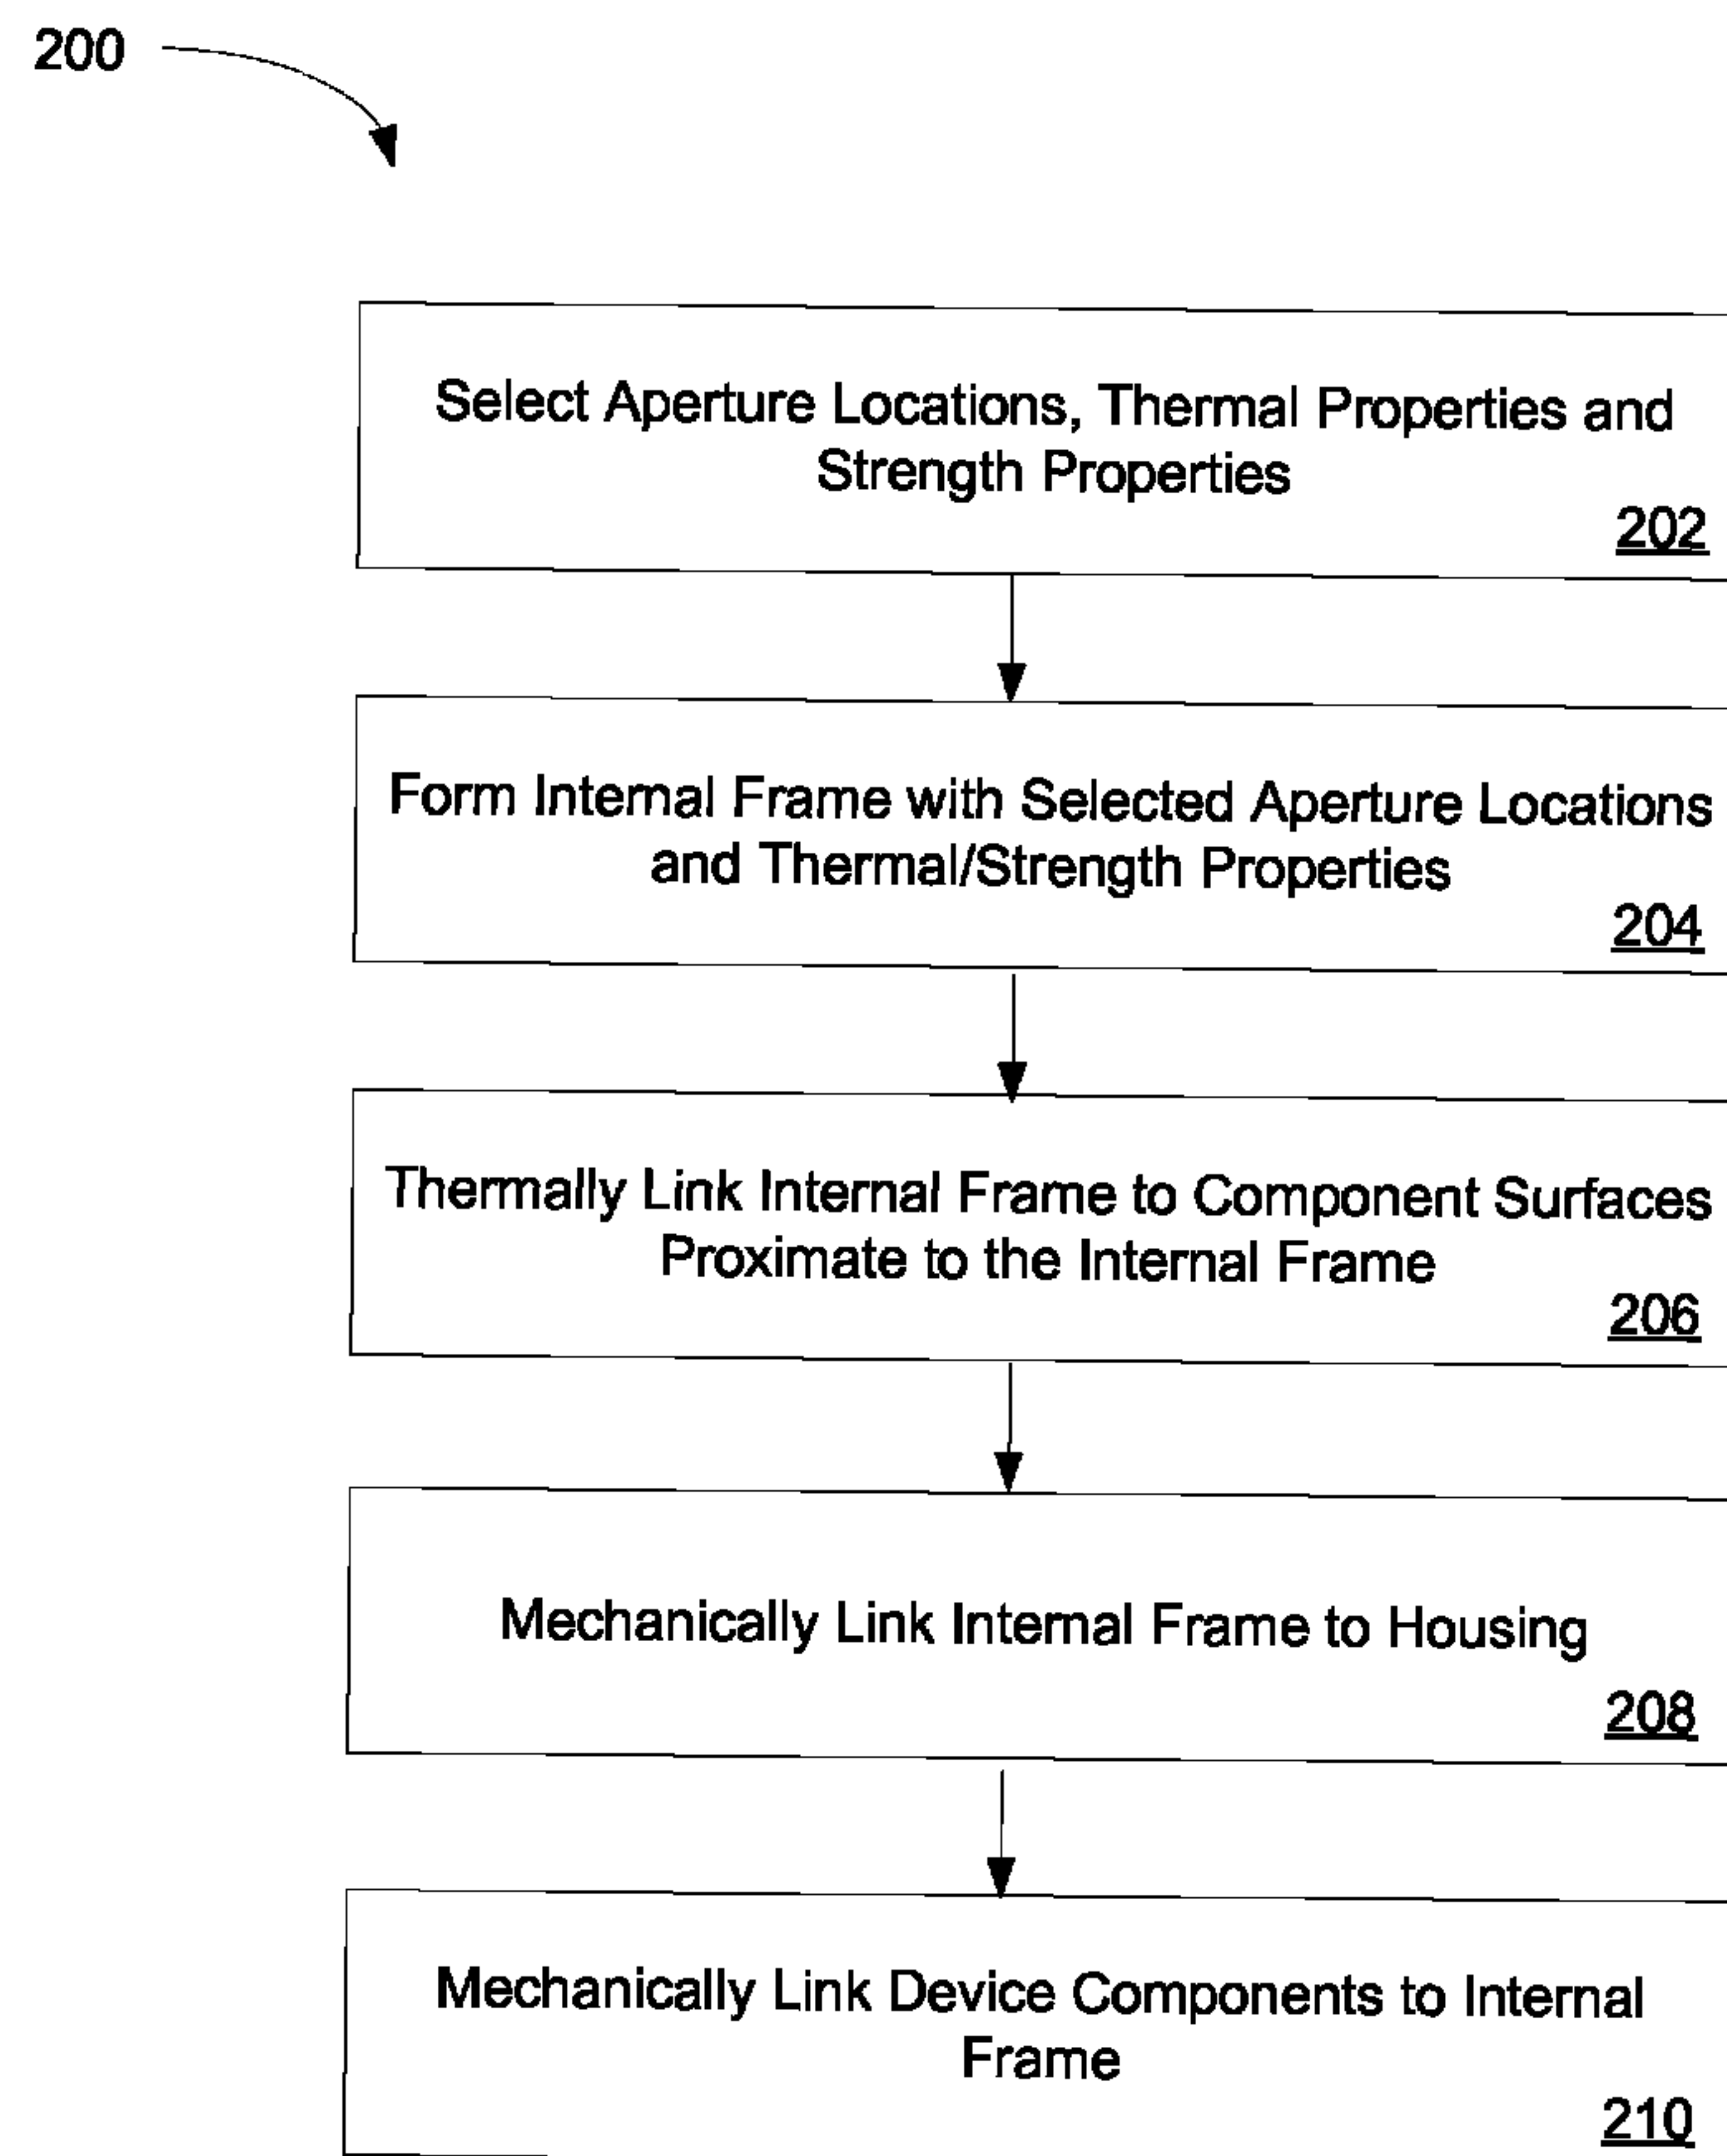 200
Select Aperture Locations, Thermal Properties and
Strength Properties
202
Form Internal Frame with Selected Aperture Locations
and Thermal/Strength Properties
204
Thermally Link Internal Frame to Component Surfaces
Proximate to the Internal Frame
206
Mechanically Link Internal Frame to Housing
208
Mechanically Link Device Components to Internal
Frame
210